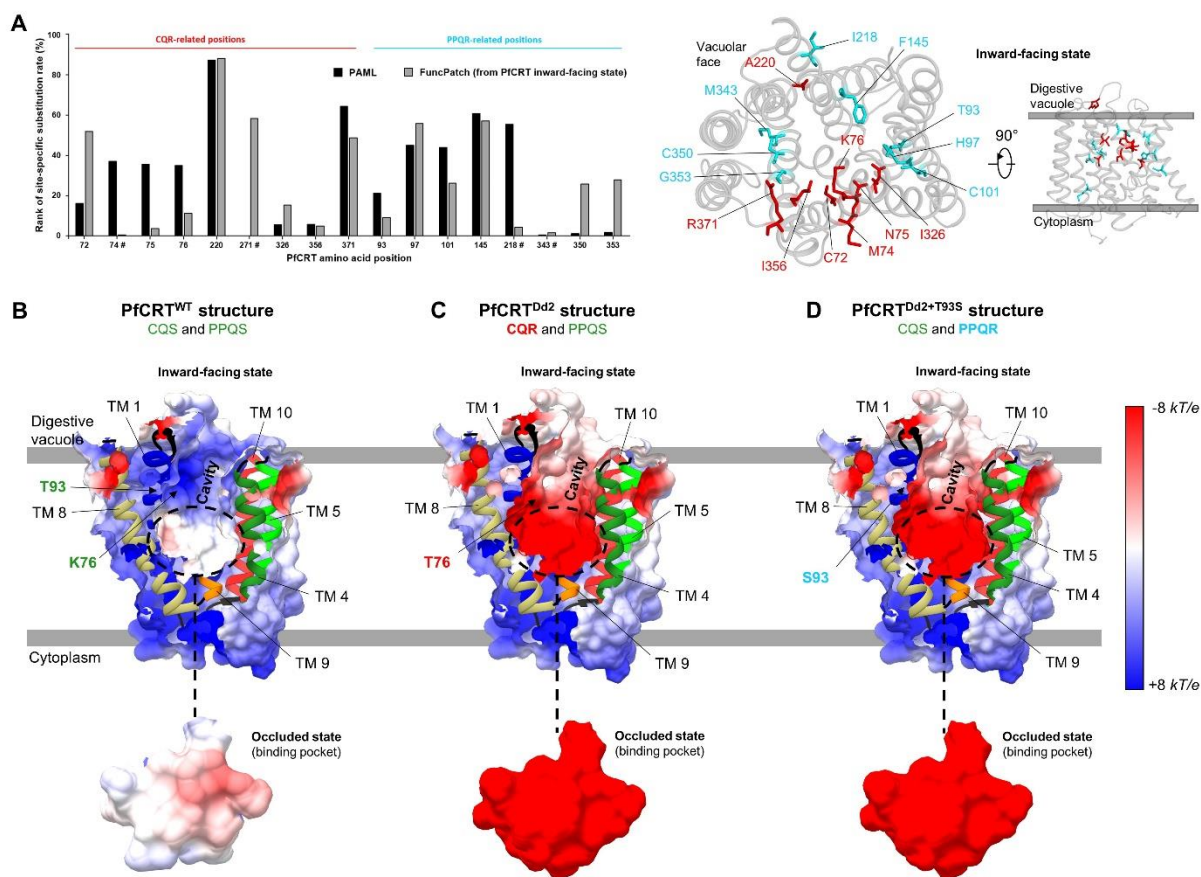 A
CQR-related positions
PPQR-related positions
PAML
FuncPatch (from PfCRT inward-facing state)
Rank of site-specific substitution rate (%)
100
80
60
40
20
0
72 74 # 75 76 220 271 # 326 356 371 93 97 101 145 218 # 343 # 350 353
PfCRT amino acid position
Vacuolar
face
I218
F145
A220
M343
T93
K76
H97
C350
G353
C101
R371
I326
N75
M74
I356
C72
Inward-facing state
Digestive
vacuole
90°
Cytoplasm
B
PfCRTWT structure
CQS and PPQS
Inward-facing state
Digestive
vacuole
TM 1
TM 10
Cavity
T93
TM 8
TM 5
K76
TM 4
TM 9
Cytoplasm
Occluded state
(binding pocket)
C
PfCRTDd2 structure
CQR and PPQS
Inward-facing state
TM 1
TM 10
Cavity
TM 8
TM 5
T76
TM 4
TM 9
Occluded state
(binding pocket)
D
PfCRTDd2+T93S structure
CQS and PPQR
Inward-facing state
TM 1
TM 10
Cavity
TM 8
TM 5
S93
TM 4
TM 9
Occluded state
(binding pocket)
-8 kT/e
+8 kT/e